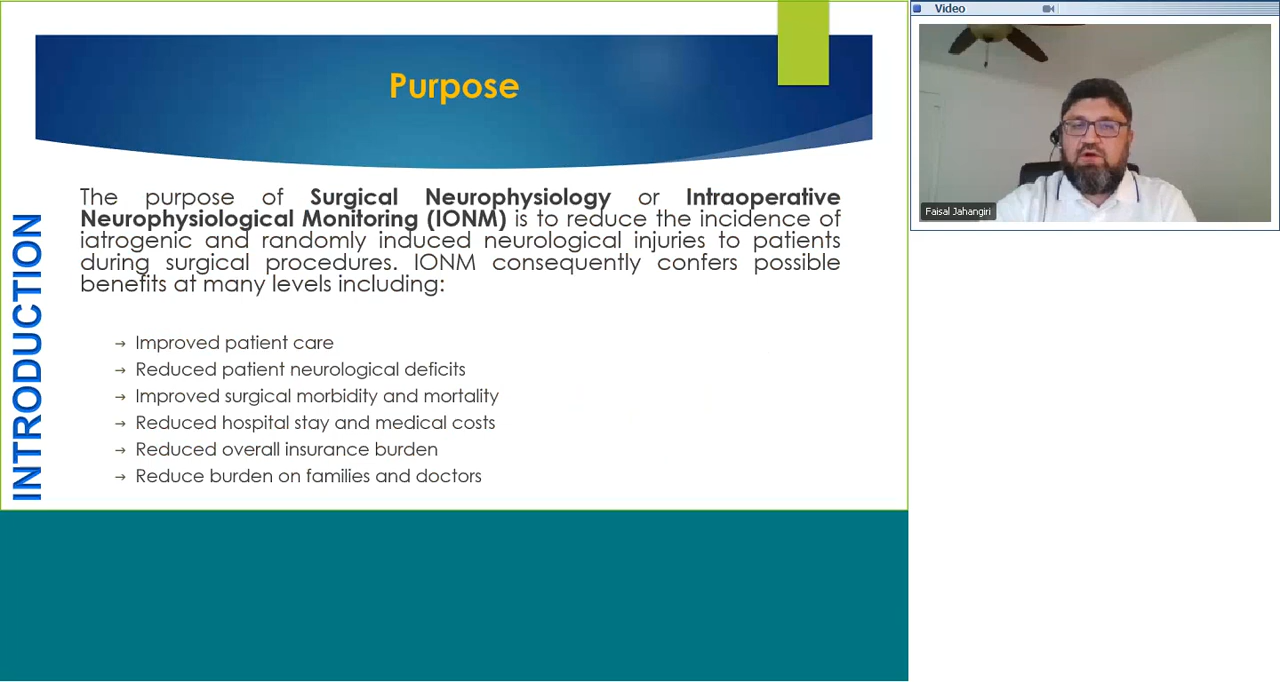 Purpose
INTRODUCTION
The purpose of Surgical Neurophysiology or Intraoperative
Neurophysiological Monitoring (IONM) is to reduce the incidence of
iatrogenic and randomly induced neurological injuries to patients
during surgical procedures. IONM consequently confers possible
benefits at many levels including:
→ Improved patient care
→ Reduced patient neurological deficits
→ Improved surgical morbidity and mortality
→ Reduced hospital stay and medical costs
→ Reduced overall insurance burden
→ Reduce burden on families and doctors
Video
Faisal Jahangiri